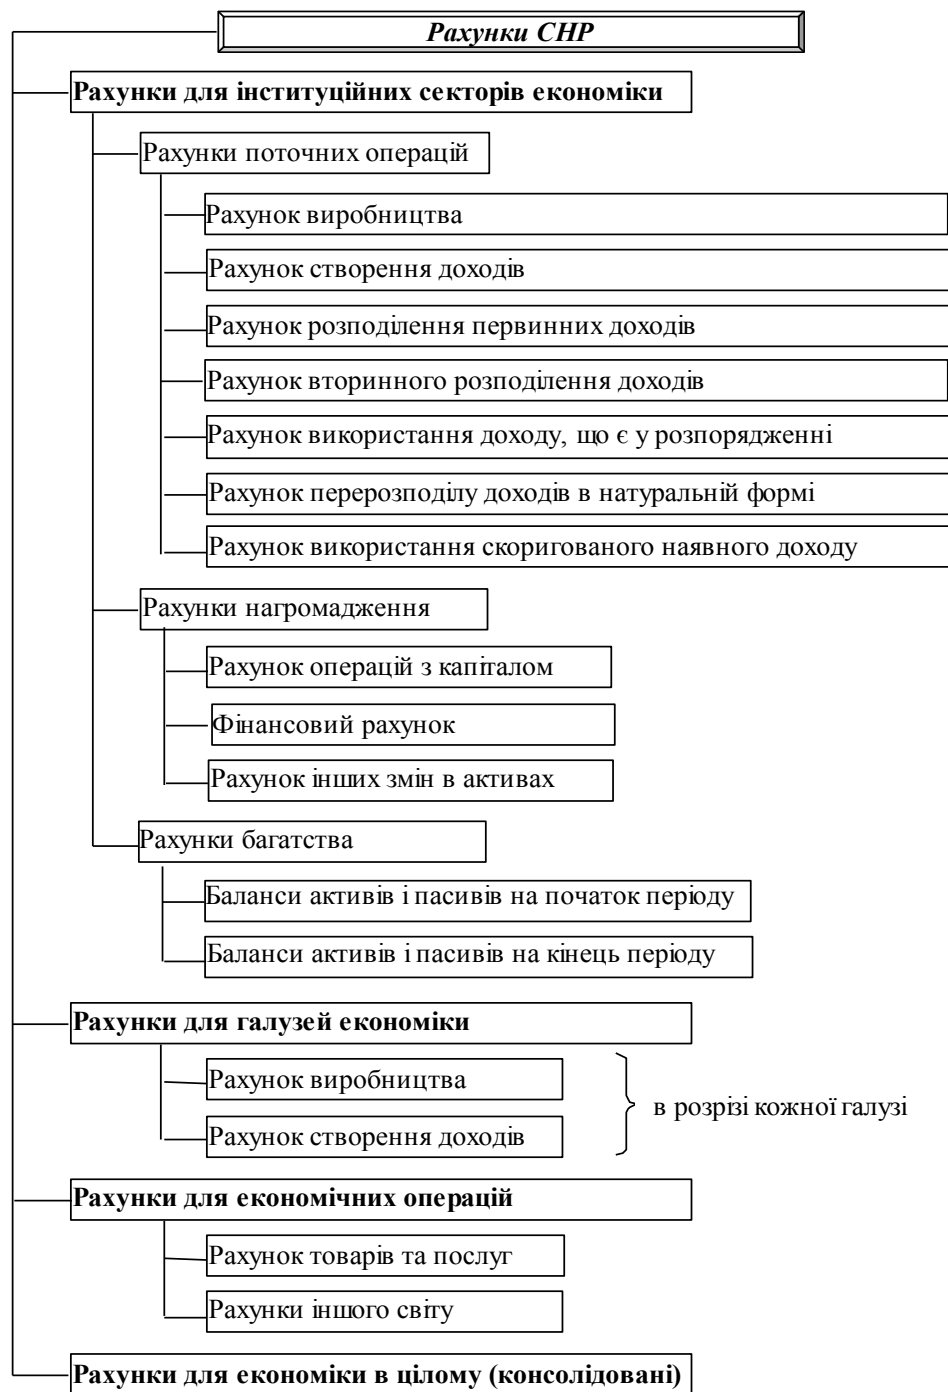 Рахунки СНР
Рахунки для інституційних секторів економіки
Рахунки поточних операцій
Рахунок виробництва
Рахунок створення доходів
Рахунок розподілення первинних доходів
Рахунок вторинного розподілення доходів
Рахунок використання доходу, що є у розпорядженні
Рахунок перерозподілу доходів в натуральній формі
Рахунок використання скоригованого наявного доходу
Рахунки нагромадження
Рахунок операцій з капіталом
Фінансовий рахунок
Рахунок інших змін в активах
Рахунки багатства
Баланси активів і пасивів на початок періоду
Баланси активів і пасивів на кінець періоду
Рахунки для галузей економіки
Рахунок виробництва
в розрізі кожної галузі
Рахунок створення доходів
Рахунки для економічних операцій
Рахунок товарів та послуг
Рахунки іншого світу
Рахунки для економіки в цілому (консолідовані)